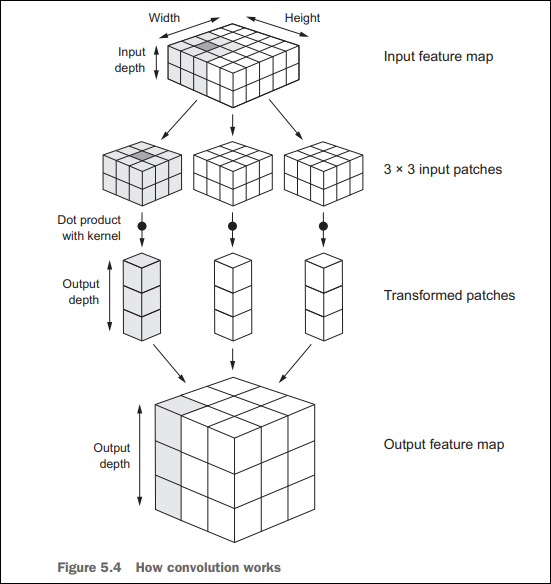 Width
Height
Input
depth
Input feature map
3 × 3 input patches
Dot product
with kernel
Output
depth
Transformed patches
Output
depth
Output feature map
Figure 5.4 How convolution works